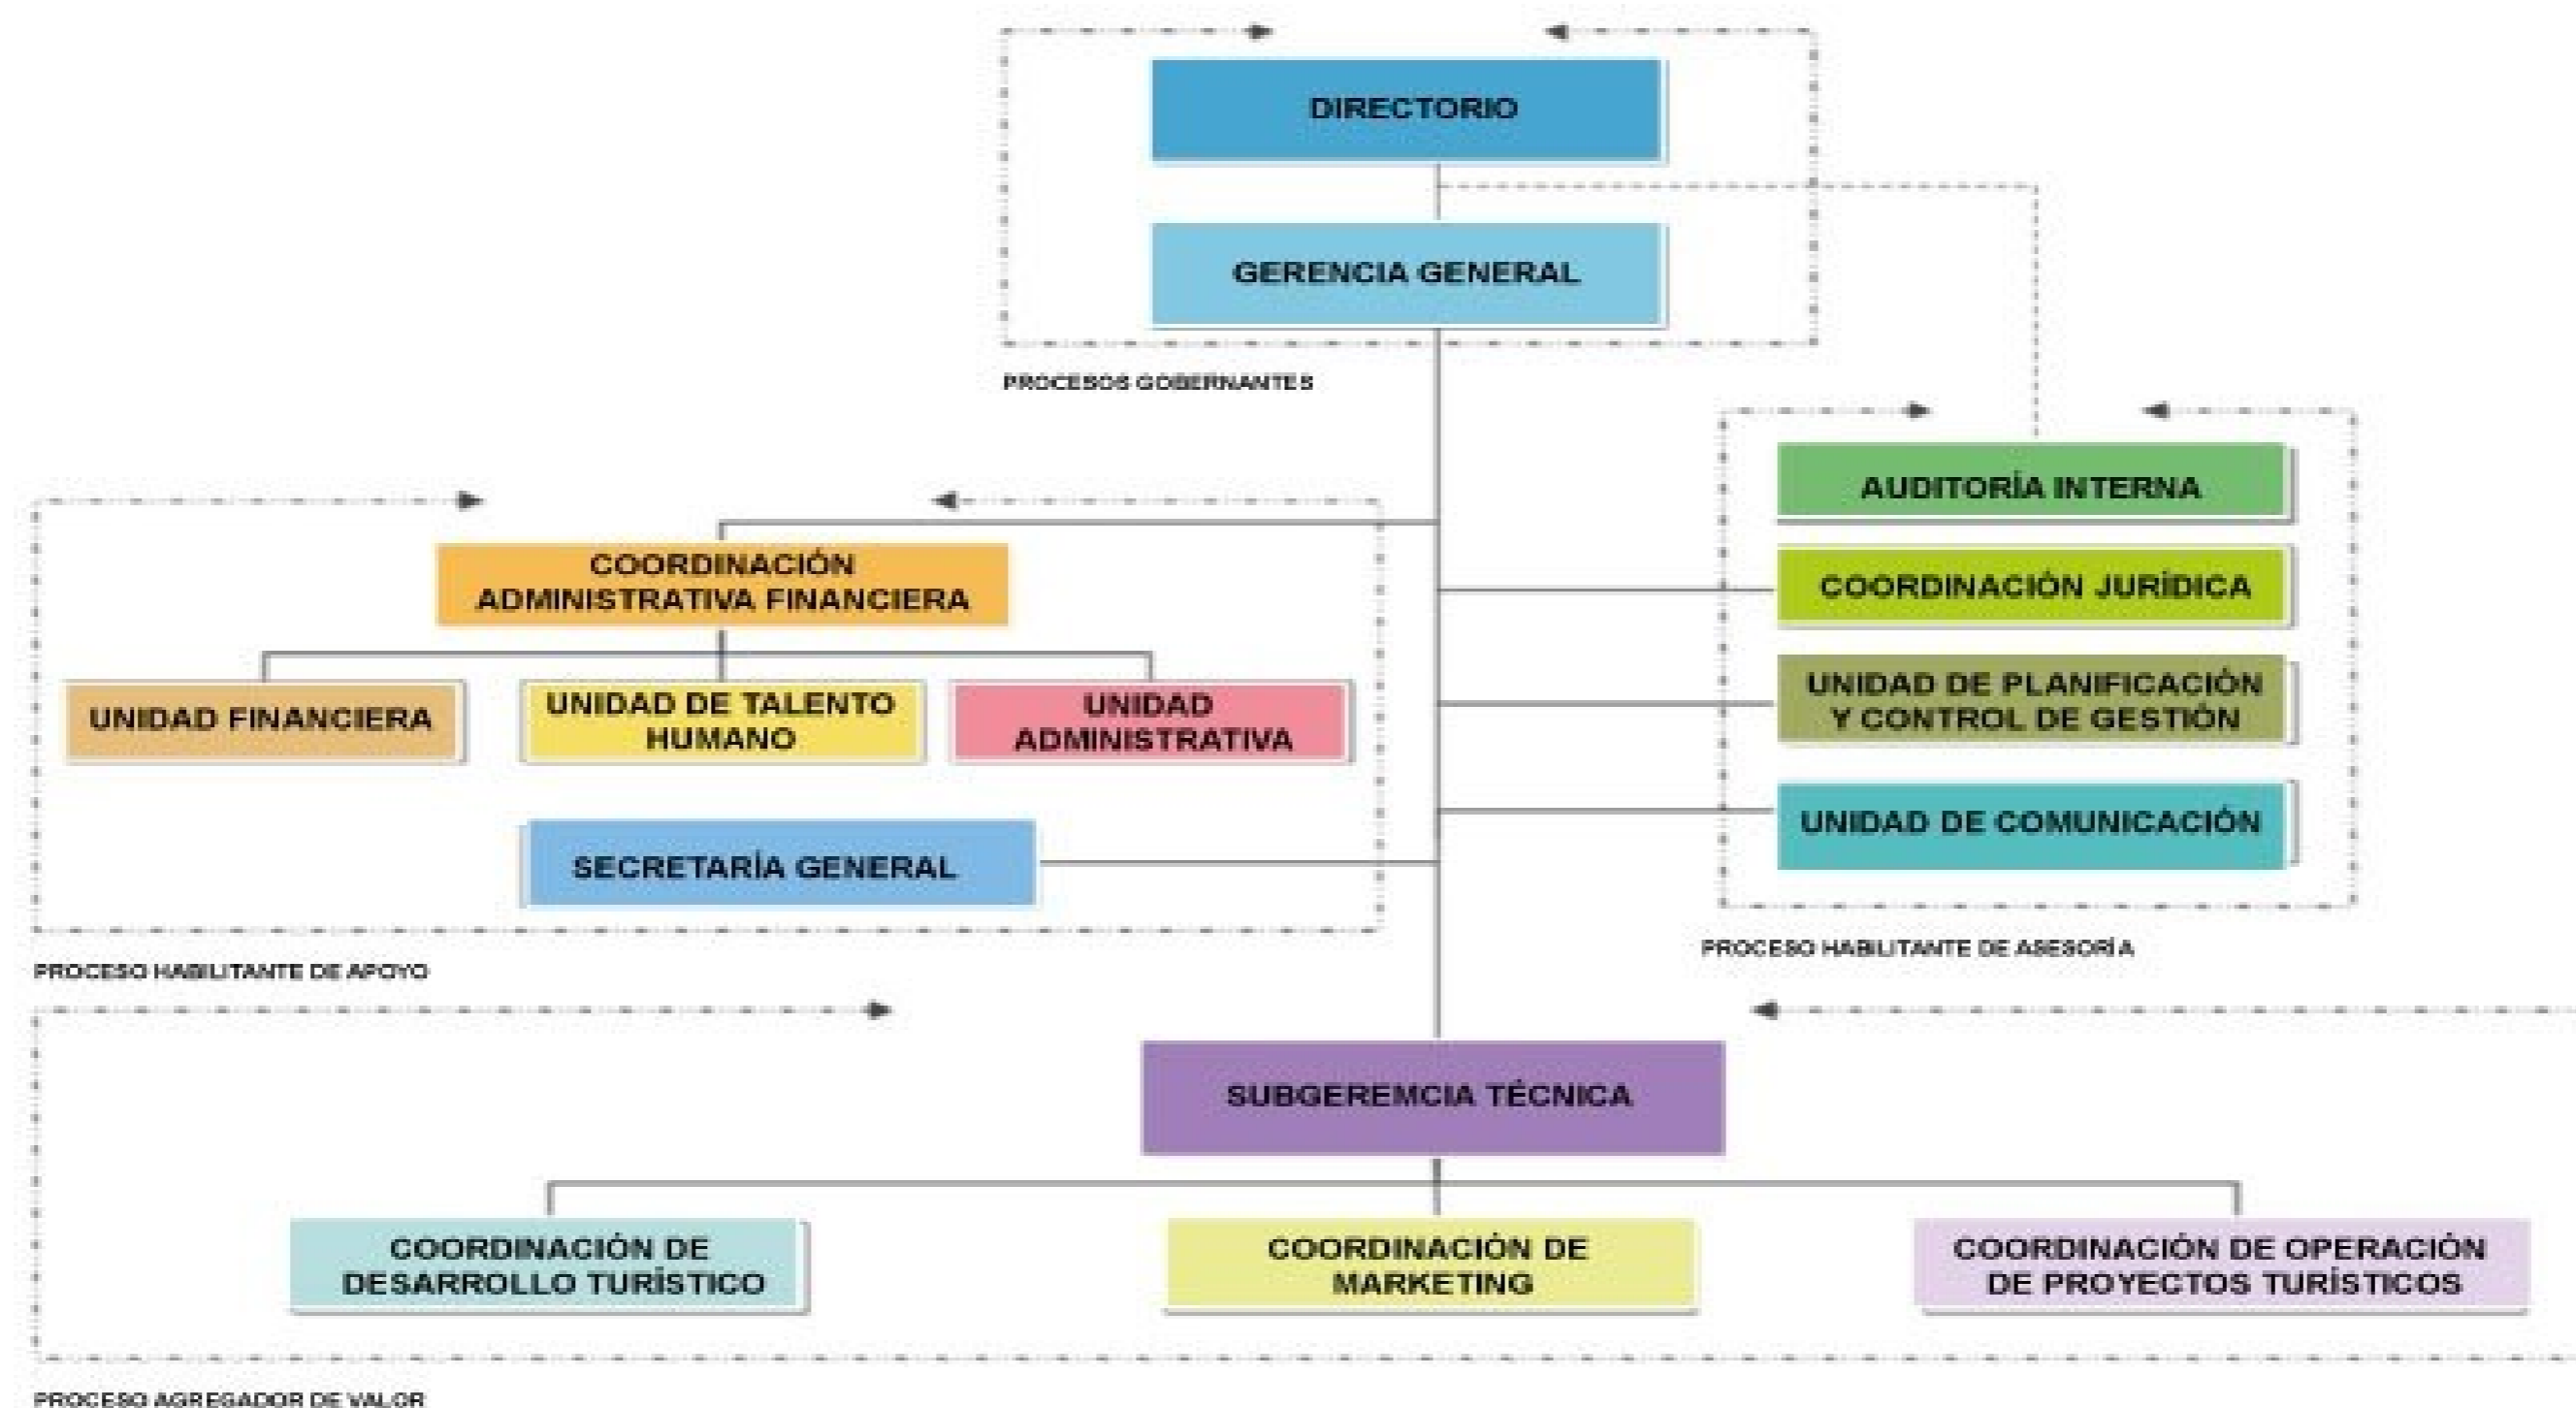 DIRECTORIO
GERENCIA GENERAL
PROCESOS GOBERNANTES
AUDITORÍA INTERNA
COORDINACIÓN JURÍDICA
UNIDAD DE PLANIFICACIÓN
Y CONTROL DE GESTIÓN
UNIDAD DE COMUNICACIÓN
PROCESO HABILITANTE DE ASESORÍA
COORDINACIÓN
ADMINISTRATIVA FINANCIERA
UNIDAD FINANCIERA
UNIDAD DE TALENTO
HUMANO
UNIDAD
ADMINISTRATIVA
SECRETARÍA GENERAL
PROCESO HABILITANTE DE APOYO
SUBGEREMCIA TÉCNICA
COORDINACIÓN DE
DESARROLLO TURÍSTICO
COORDINACIÓN DE
MARKETING
COORDINACIÓN DE OPERACIÓN
DE PROYECTOS TURÍSTICOS
PROCESO AGREGADOR DE VALOR